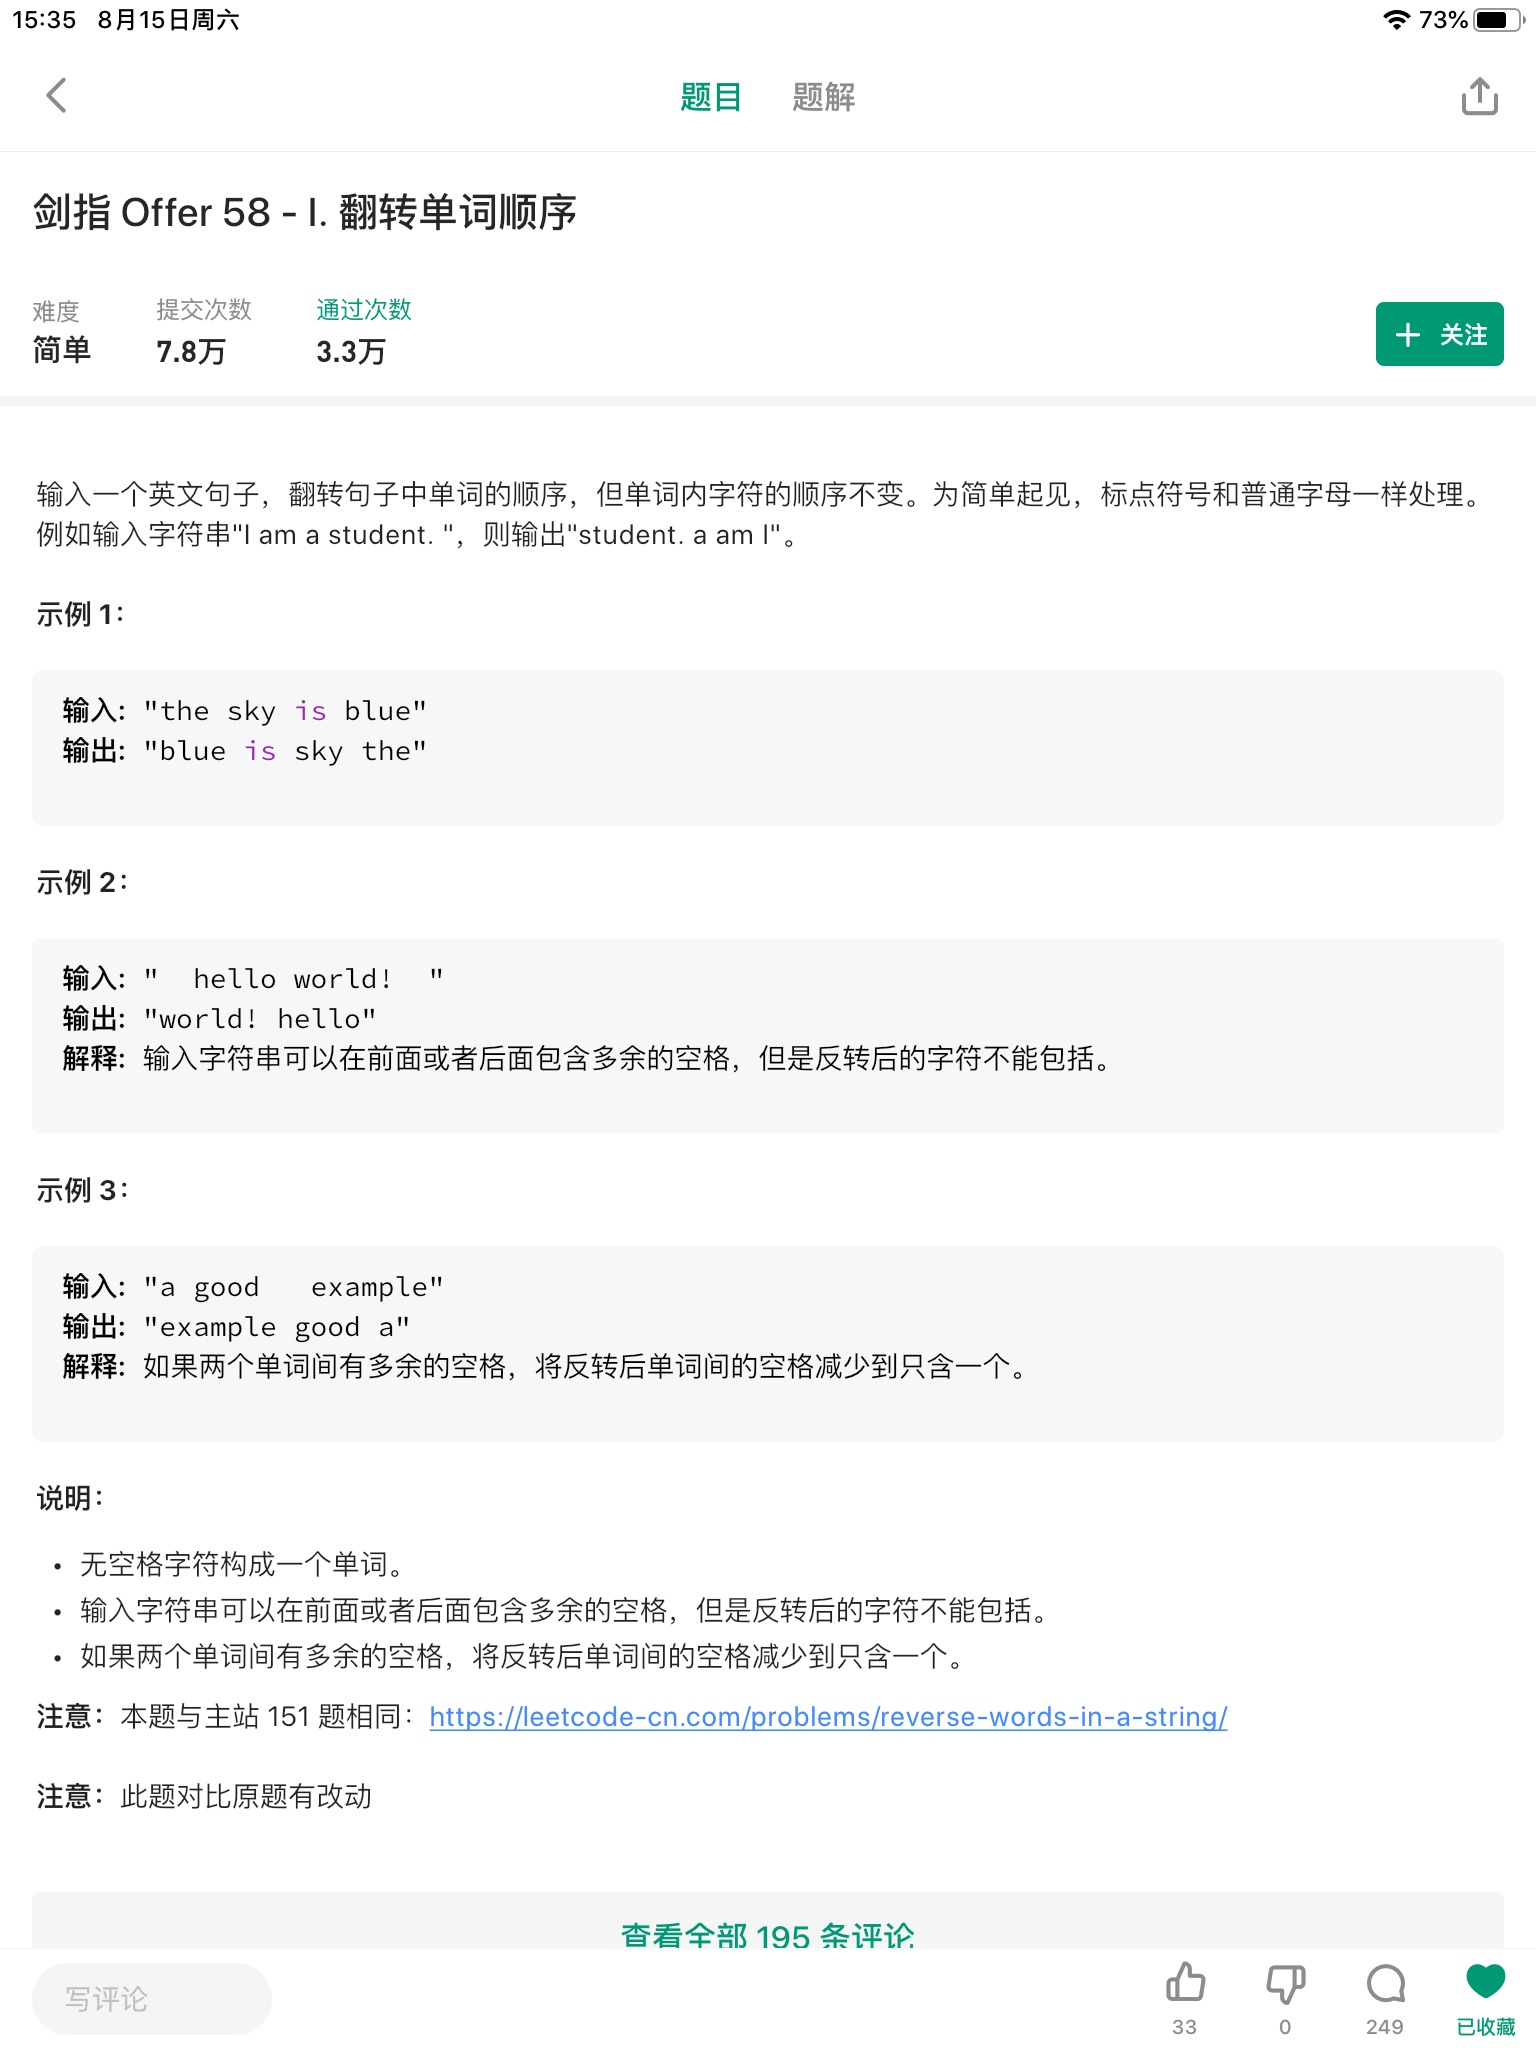 15:35 8月15日周六 73%
题目 题解
剑指 Offer 58 - I. 翻转单词顺序
难度 提交次数 通过次数
简单 7.8万 3.3万
关注
输入一个英文句子，翻转句子中单词的顺序，但单词内字符的顺序不变。为简单起见，标点符号和普通字母一样处理。
例如输入字符串"I am a student. "，则输出"student. a am I"。
示例 1：
输入: "the sky is blue"
输出: "blue is sky the"
示例 2：
输入: "  hello world!  "
输出: "world! hello"
解释: 输入字符串可以在前面或者后面包含多余的空格，但是反转后的字符不能包括。
示例 3：
输入: "a good   example"
输出: "example good a"
解释: 如果两个单词间有多余的空格，将反转后单词间的空格减少到只含一个。
说明：
• 无空格字符构成一个单词。
• 输入字符串可以在前面或者后面包含多余的空格，但是反转后的字符不能包括。
• 如果两个单词间有多余的空格，将反转后单词间的空格减少到只含一个。
注意：本题与主站 151 题相同：https://leetcode-cn.com/problems/reverse-words-in-a-string/
注意：此题对比原题有改动
查看全部 195 条评论
写评论
33 0 249 已收藏